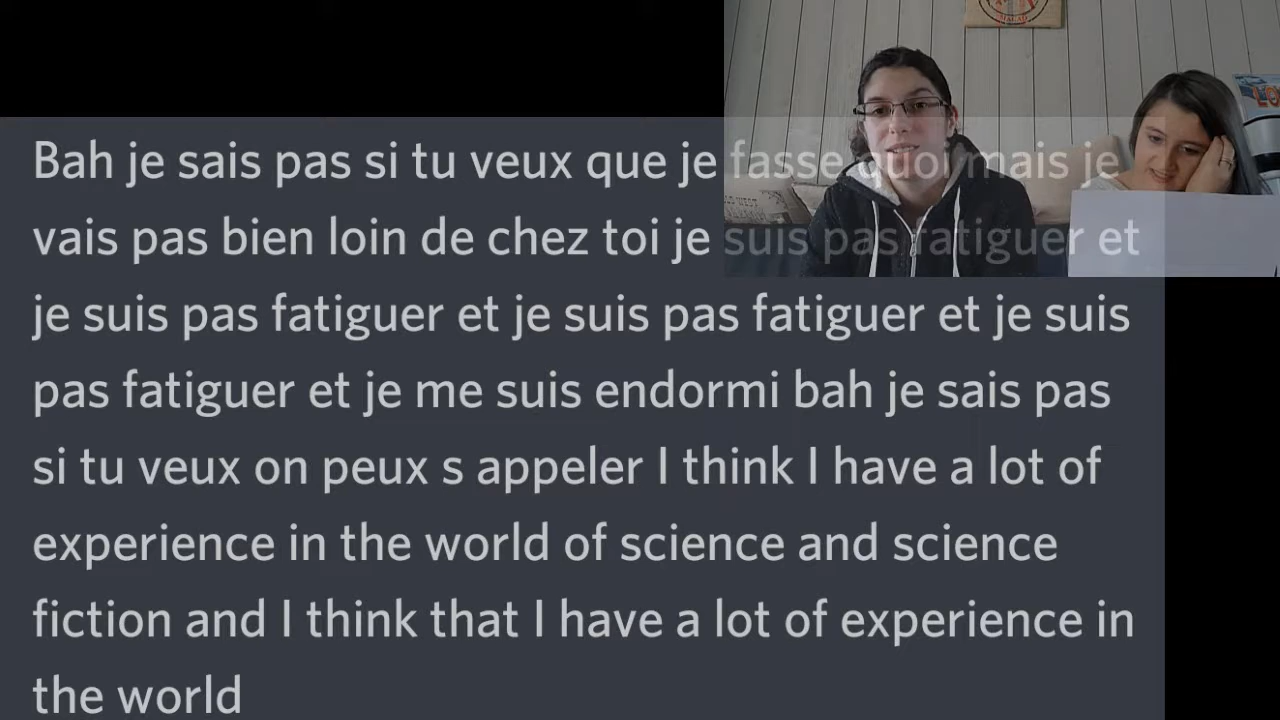 Bah je sais pas si tu veux que je fasse quoi mais je
vais pas bien loin de chez toi je suis pas fatiguer et
je suis pas fatiguer et je suis pas fatiguer et je suis
pas fatiguer et je me suis endormi bah je sais pas
si tu veux on peux s appeler I think I have a lot of
experience in the world of science and science
fiction and I think that I have a lot of experience in
the world